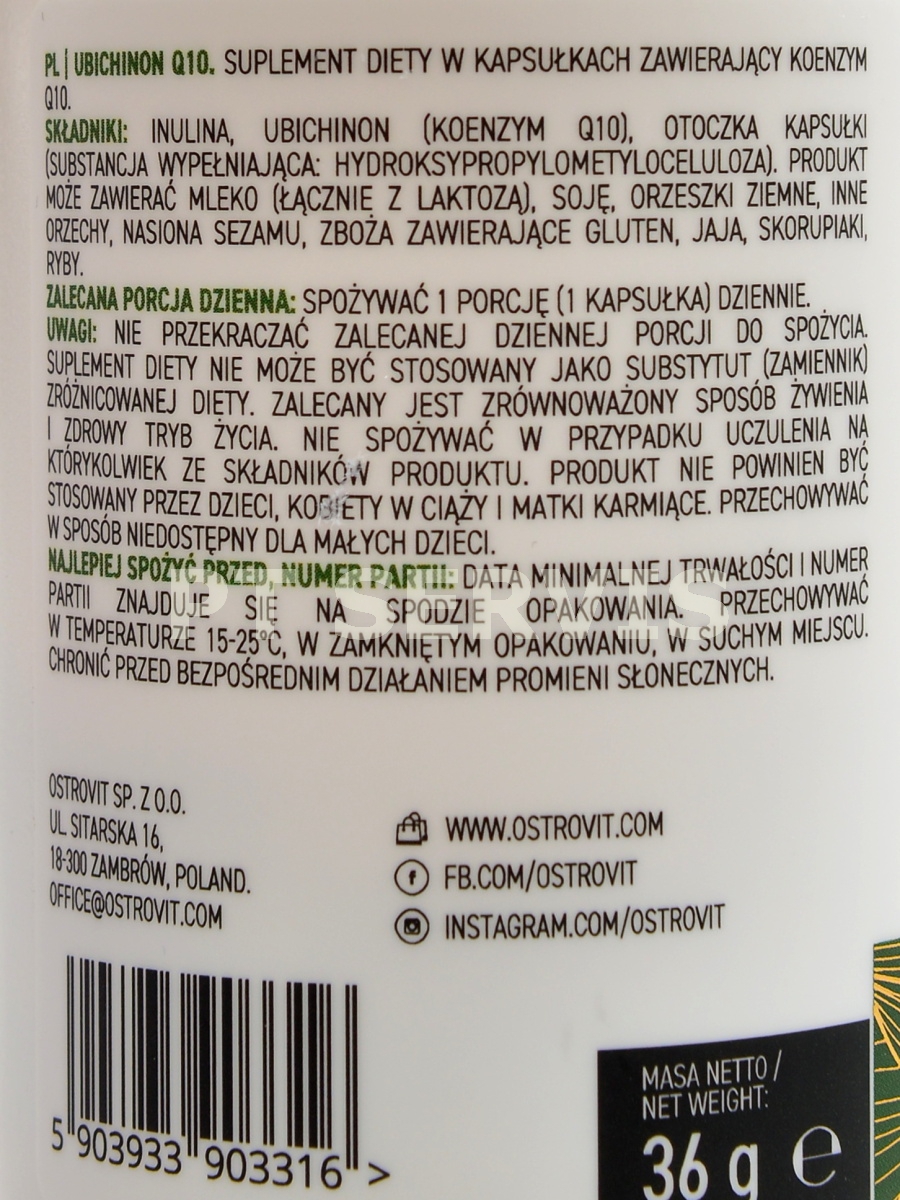 PL | UBICHINON Q10. SUPLEMENT DIETY W KAPSUŁKACH ZAWIERAJĄCY KOENZYM
Q10.
SKŁADNIKI: INULINA, UBICHINON (KOENZYM Q10), OTOCZKA KAPSUŁKI
(SUBSTANCJA WYPEŁNIAJĄCA: HYDROKSYPROPYLOMETYLOCELULOZA). PRODUKT
MOŻE ZAWIERAĆ MLEKO (ŁĄCZNIE Z LAKTOZĄ), SOJĘ, ORZESZKI ZIEMNE, INNE
ORZECHY, NASIONA SEZAMU, ZBOŻA ZAWIERAJĄCE GLUTEN, JAJA, SKORUPIAKI,
RYBY.
ZALECANA PORCJA DZIENNA: SPOŻYWAĆ 1 PORCJĘ (1 KAPSUŁKA) DZIENNIE.
UWAGI: NIE PRZEKRACZAĆ ZALECANEJ DZIENNEJ PORCJI DO SPOŻYCIA.
SUPLEMENT DIETY NIE MOŻE BYĆ STOSOWANY JAKO SUBSTYTUT (ZAMIENNIK)
ZRÓŻNICOWANEJ DIETY. ZALECANY JEST ZRÓWNOWAŻONY SPOSÓB ŻYWIENIA
I ZDROWY TRYB ŻYCIA. NIE SPOŻYWAĆ W PRZYPADKU UCZULENIA NA
KTÓRYKOLWIEK ZE SKŁADNIKÓW PRODUKTU. PRODUKT NIE POWINIEN BYĆ
STOSOWANY PRZEZ DZIECI, KOBIETY W CIĄŻY I MATKI KARMIĄCE. PRZECHOWYWAĆ
W SPOSÓB NIEDOSTĘPNY DLA MAŁYCH DZIECI.
NAJLEPIEJ SPOŻYĆ PRZED, NUMER PARTII: DATA MINIMALNEJ TRWAŁOŚCI I NUMER
PARTII ZNAJDUJE SIĘ NA SPODZIE OPAKOWANIA. PRZECHOWYWAĆ
W TEMPERATURZE 15-25°C, W ZAMKNIĘTYM OPAKOWANIU, W SUCHYM MIEJSCU.
CHRONIĆ PRZED BEZPOŚREDNIM DZIAŁANIEM PROMIENI SŁONECZNYCH.
PT SERVIS
OSTROVIT SP. Z O.O.
UL. SITARSKA 16,
18-300 ZAMBRÓW, POLAND.
OFFICE@OSTROVIT.COM
WWW.OSTROVIT.COM
FB.COM/OSTROVIT
INSTAGRAM.COM/OSTROVIT
5 903933 903316 >
MASA NETTO /
NET WEIGHT:
36 g ℮